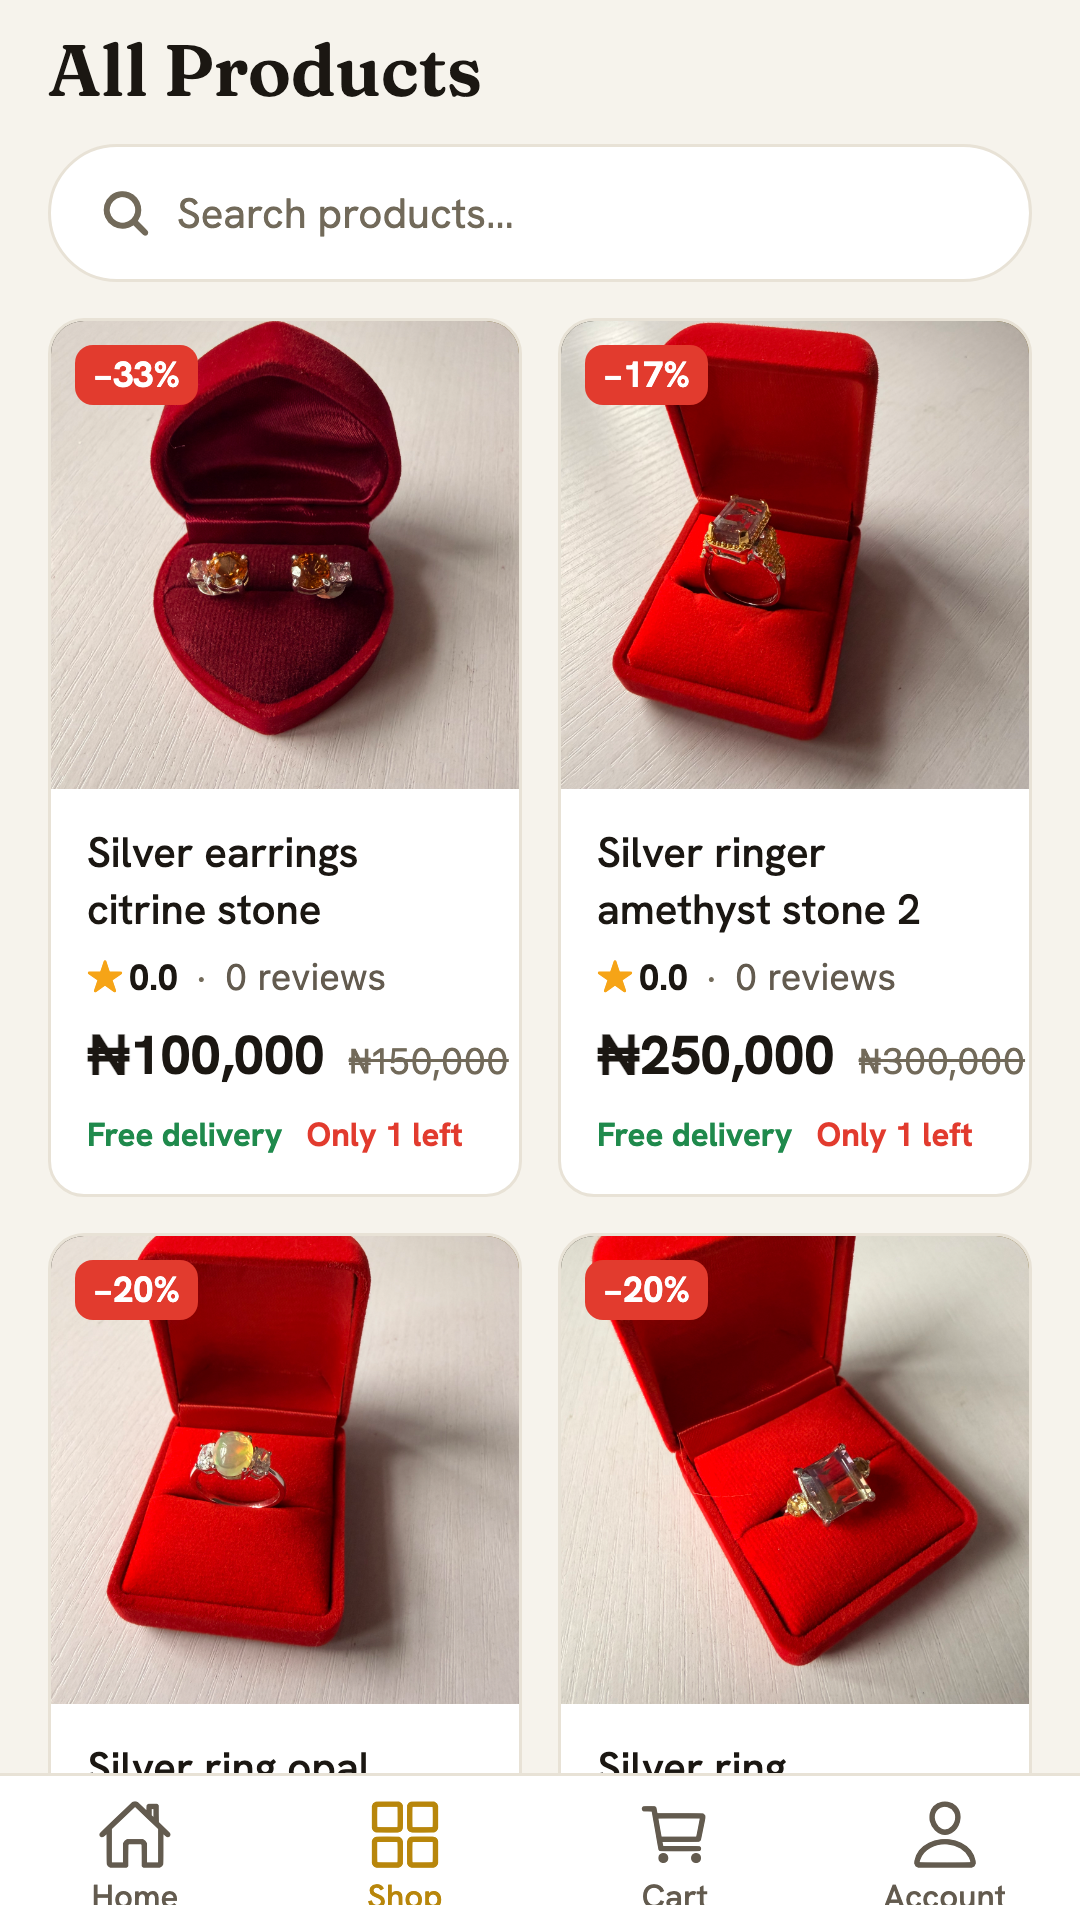 All Products
Search products...
−33%
−17%
Silver earrings
citrine stone
0.0 · 0 reviews
₦100,000 ₦150,000
Free delivery Only 1 left
Silver ringer
amethyst stone 2
0.0 · 0 reviews
₦250,000 ₦300,000
Free delivery Only 1 left
−20%
−20%
Silver ring opal
Silver ring
Home
Shop
Cart
Account